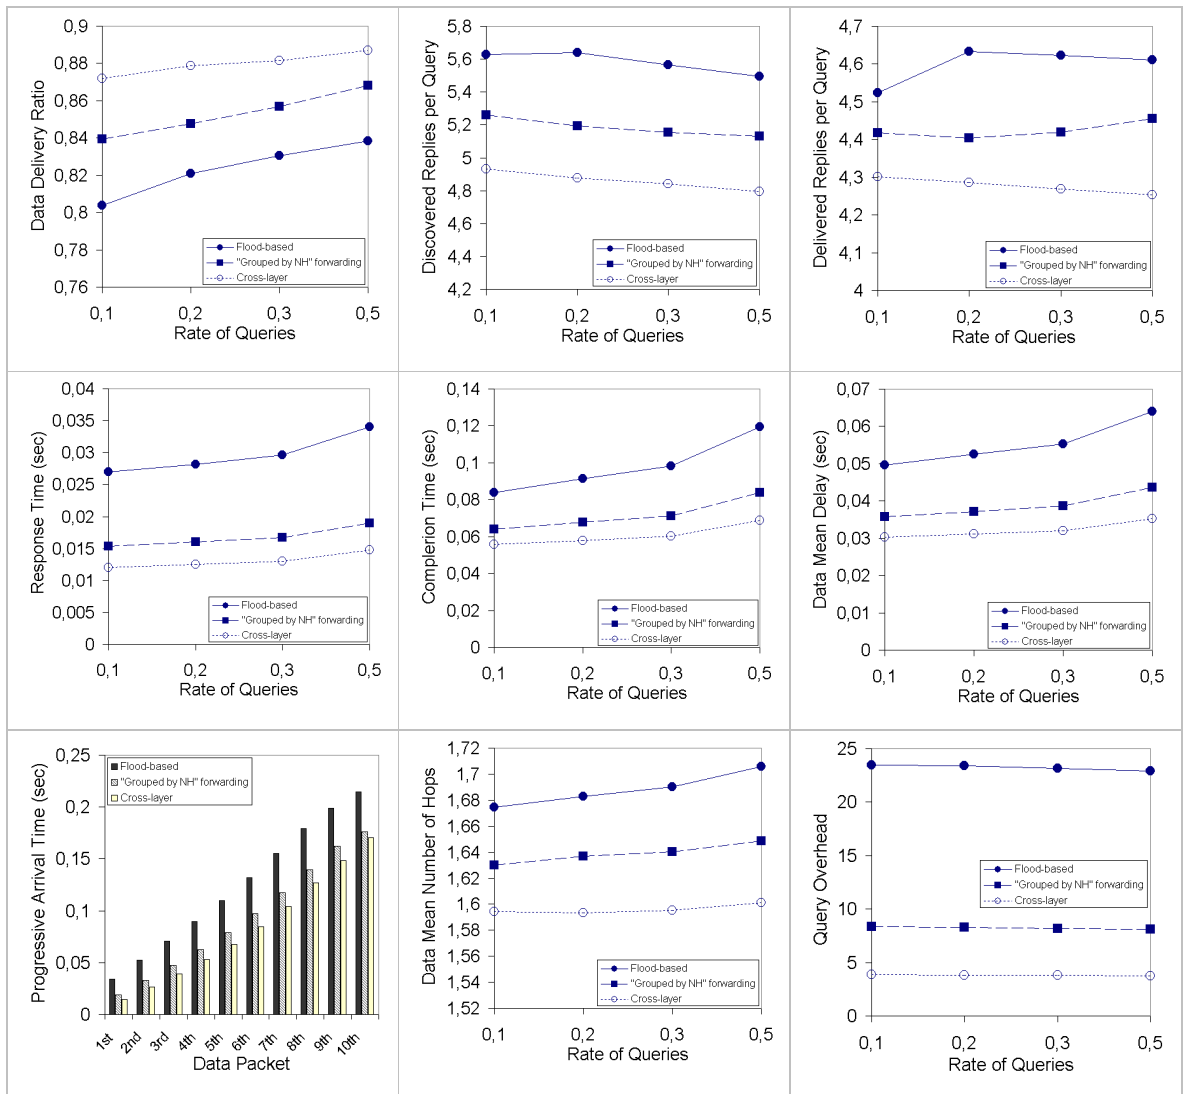 Data Delivery Ratio
0,9
0,88
0,86
0,84
0,82
0,8
0,78
0,76
Flood-based
"Grouped by NH" forwarding
Cross-layer
0,1 0,2 0,3 0,5
Rate of Queries
Discovered Replies per Query
5,8
5,6
5,4
5,2
5
4,8
4,6
4,4
4,2
Flood-based
"Grouped by NH" forwarding
Cross-layer
0,1 0,2 0,3 0,5
Rate of Queries
Delivered Replies per Query
4,7
4,6
4,5
4,4
4,3
4,2
4,1
4
Flood-based
"Grouped by NH" forwarding
Cross-layer
0,1 0,2 0,3 0,5
Rate of Queries
Response Time (sec)
0,04
0,035
0,03
0,025
0,02
0,015
0,01
0,005
0
Flood-based
"Grouped by NH" forwarding
Cross-layer
0,1 0,2 0,3 0,5
Rate of Queries
Complerion Time (sec)
0,14
0,12
0,1
0,08
0,06
0,04
0,02
0
Flood-based
"Grouped by NH" forwarding
Cross-layer
0,1 0,2 0,3 0,5
Rate of Queries
Data Mean Delay (sec)
0,07
0,06
0,05
0,04
0,03
0,02
0,01
0
Flood-based
"Grouped by NH" forwarding
Cross-layer
0,1 0,2 0,3 0,5
Rate of Queries
Progressive Arrival Time (sec)
0,25
0,2
0,15
0,1
0,05
0
Flood-based
"Grouped by NH" forwarding
Cross-layer
1st 2nd 3rd 4th 5th 6th 7th 8th 9th 10th
Data Packet
Data Mean Number of Hops
1,72
1,7
1,68
1,66
1,64
1,62
1,6
1,58
1,56
1,54
1,52
Flood-based
"Grouped by NH" forwarding
Cross-layer
0,1 0,2 0,3 0,5
Rate of Queries
Query Overhead
25
20
15
10
5
0
Flood-based
"Grouped by NH" forwarding
Cross-layer
0,1 0,2 0,3 0,5
Rate of Queries